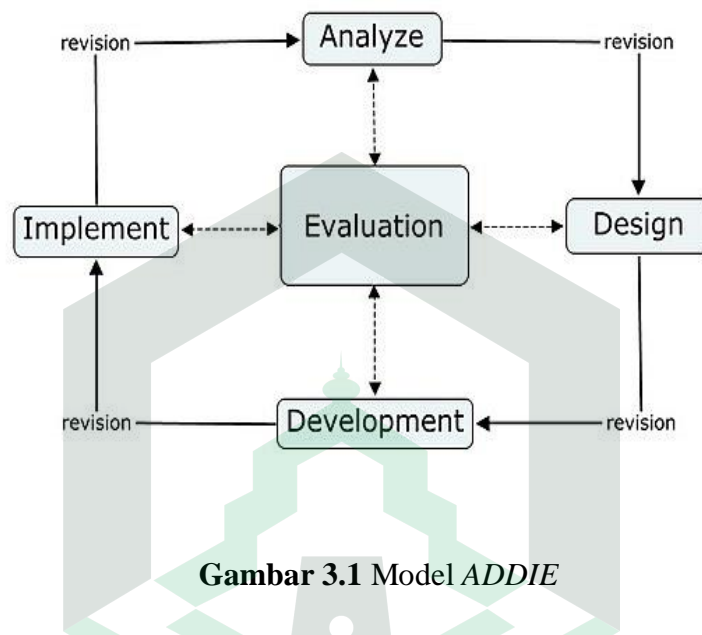 revision
Analyze
revision
Implement
Evaluation
Design
revision
Development
revision
Gambar 3.1 Model ADDIE